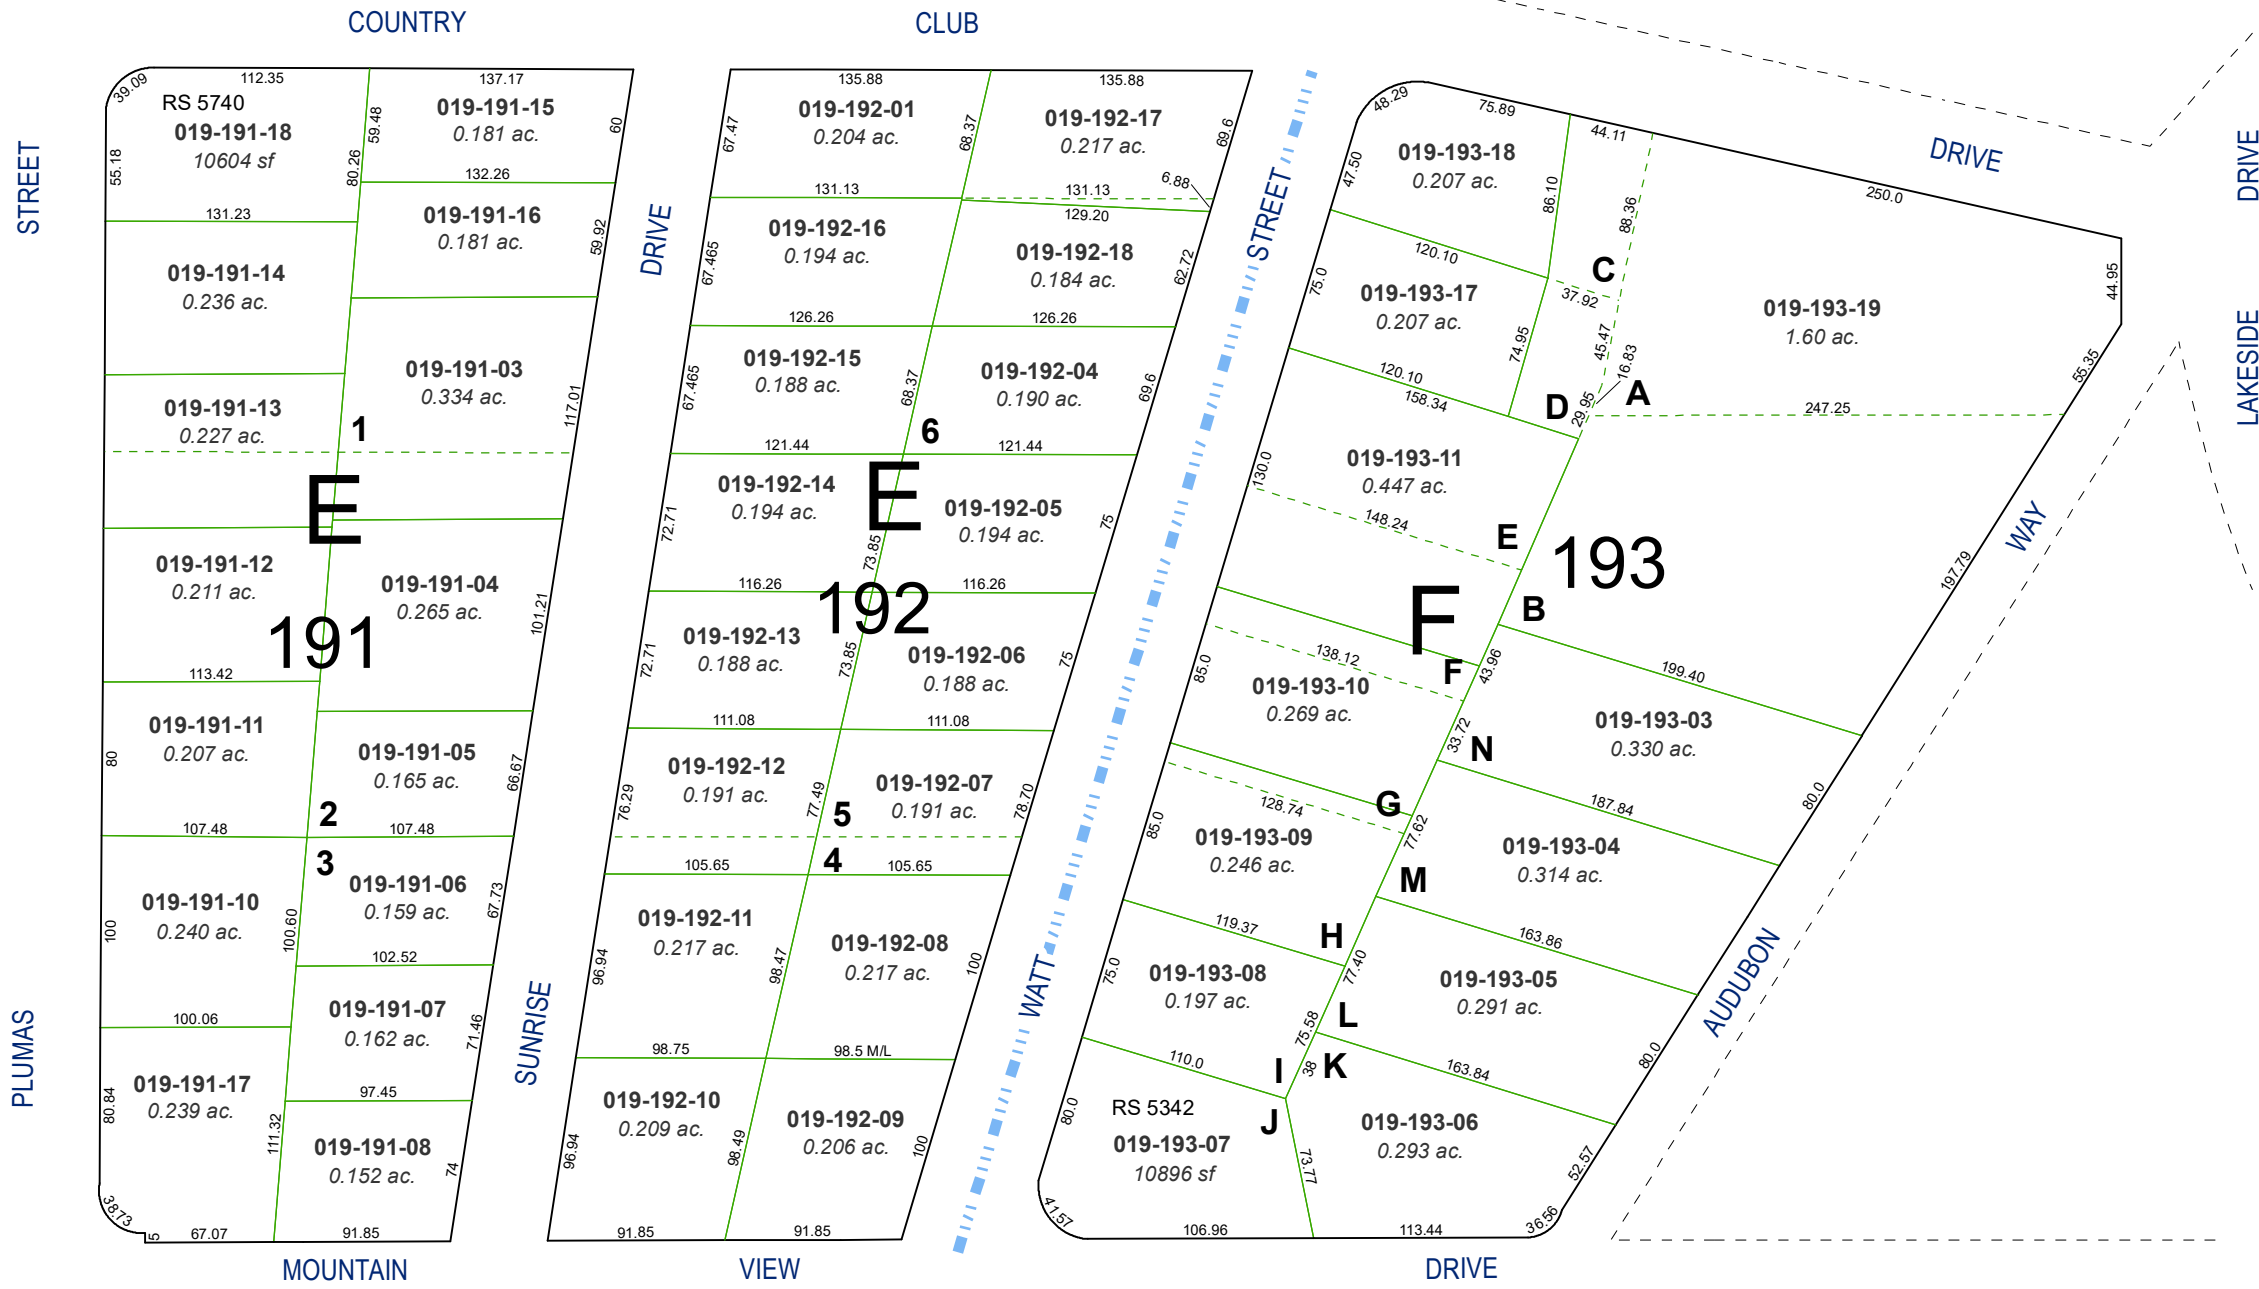 COUNTRY
CLUB
DRIVE
STREET
PLUMAS
DRIVE
SUNRISE
STREET
WATT
DRIVE
LAKESIDE
WAY
AUDUBON
MOUNTAIN
VIEW
DRIVE
39.09
112.35
137.17
RS 5740
019-191-18
10604 sf
55.18
80.26
59.48
019-191-15
0.181 ac.
60
132.26
131.23
019-191-16
0.181 ac.
59.92
019-191-14
0.236 ac.
019-191-03
0.334 ac.
117.01
019-191-13
0.227 ac.
1
E
019-191-12
0.211 ac.
019-191-04
0.265 ac.
101.21
191
113.42
019-191-11
0.207 ac.
80
019-191-05
0.165 ac.
66.67
2
107.48
107.48
3
019-191-06
0.159 ac.
67.73
019-191-10
0.240 ac.
100
100.60
102.52
019-191-07
0.162 ac.
71.46
100.06
97.45
019-191-17
0.239 ac.
80.84
111.32
019-191-08
0.152 ac.
74
38.73
5
67.07
91.85
135.88
135.88
67.47
019-192-01
0.204 ac.
68.37
019-192-17
0.217 ac.
69.6
6.88
131.13
131.13
129.20
019-192-16
0.194 ac.
67.465
019-192-18
0.184 ac.
62.72
126.26
126.26
019-192-15
0.188 ac.
67.465
68.37
019-192-04
0.190 ac.
69.6
6
121.44
121.44
019-192-14
0.194 ac.
E
019-192-05
0.194 ac.
72.71
73.85
75
116.26
116.26
192
019-192-13
0.188 ac.
72.71
73.85
019-192-06
0.188 ac.
75
111.08
111.08
019-192-12
0.191 ac.
76.29
77.49
019-192-07
0.191 ac.
78.70
5
4
105.65
105.65
019-192-11
0.217 ac.
96.94
98.47
019-192-08
0.217 ac.
100
98.75
98.5 M/L
019-192-10
0.209 ac.
96.94
98.49
019-192-09
0.206 ac.
100
91.85
91.85
48.29
75.89
44.11
250.0
47.50
019-193-18
0.207 ac.
86.10
88.36
120.10
C
37.92
75.0
019-193-17
0.207 ac.
74.95
45.47
16.83
019-193-19
1.60 ac.
44.95
55.35
120.10
158.34
D
29.95
A
247.25
130.0
019-193-11
0.447 ac.
148.24
E
193
197.79
F
B
138.12
F
43.96
199.40
85.0
019-193-10
0.269 ac.
33.72
N
019-193-03
0.330 ac.
80.0
128.74
G
77.62
187.84
85.0
019-193-09
0.246 ac.
019-193-04
0.314 ac.
M
119.37
H
77.40
163.86
75.0
019-193-08
0.197 ac.
019-193-05
0.291 ac.
75.58
L
80.0
110.0
I
38
K
163.84
80.0
RS 5342
J
019-193-07
10896 sf
73.77
019-193-06
0.293 ac.
52.57
41.57
106.96
113.44
36.56